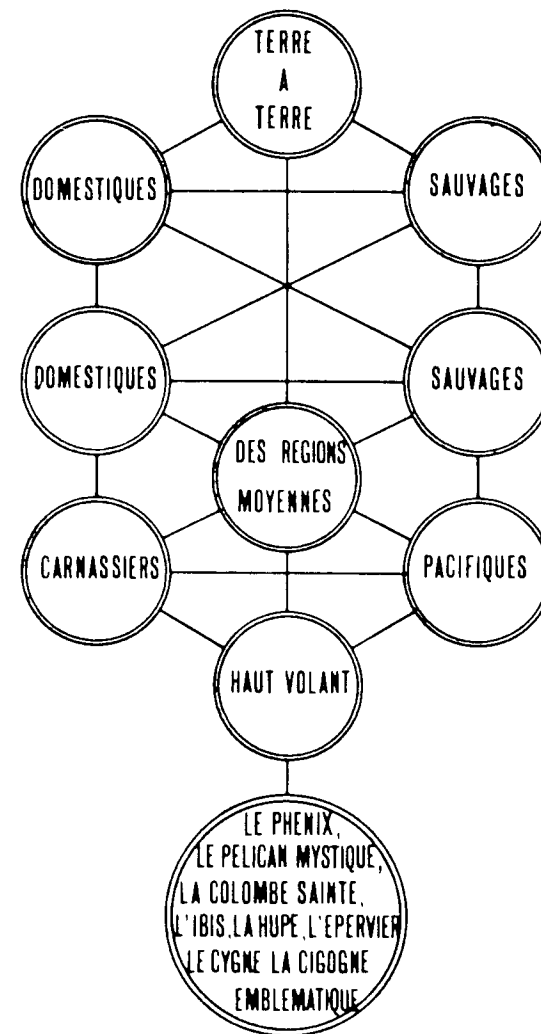 TERRE
A
TERRE
DOMESTIQUES
SAUVAGES
DOMESTIQUES
SAUVAGES
DES REGIONS
MOYENNES
CARNASSIERS
PACIFIQUES
HAUT VOLANT
LE PHENIX,
LE PELICAN MYSTIQUE,
LA COLOMBE SAINTE,
L'IBIS, LA HUPE, L'EPERVIER
LE CYGNE LA CIGOGNE
EMBLEMATIQUE